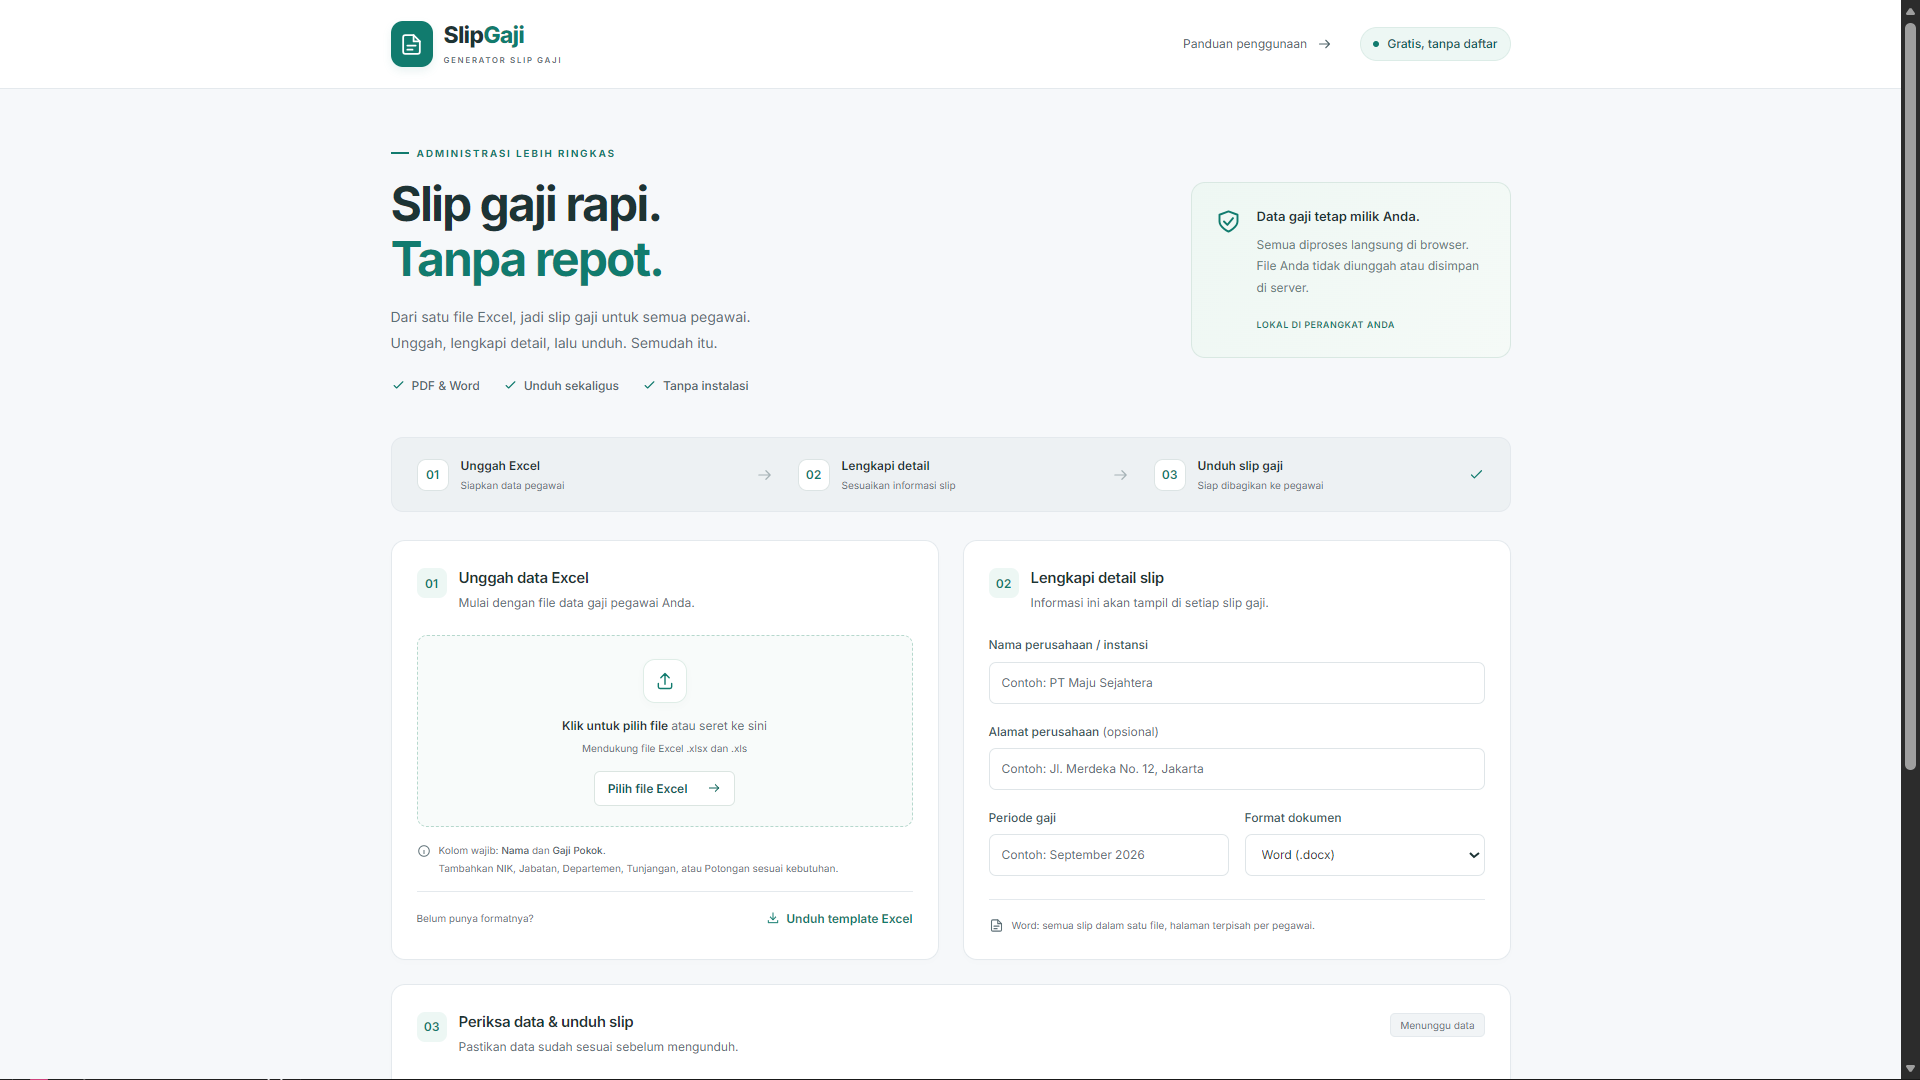 SlipGaji
GENERATOR SLIP GAJI
Panduan penggunaan
Gratis, tanpa daftar
ADMINISTRASI LEBIH RINGKAS
Slip gaji rapi.
Tanpa repot.
Dari satu file Excel, jadi slip gaji untuk semua pegawai.
Unggah, lengkapi detail, lalu unduh. Semudah itu.
PDF & Word
Unduh sekaligus
Tanpa instalasi
Data gaji tetap milik Anda.
Semua diproses langsung di browser.
File Anda tidak diunggah atau disimpan
di server.
LOKAL DI PERANGKAT ANDA
01
Unggah Excel
Siapkan data pegawai
02
Lengkapi detail
Sesuaikan informasi slip
03
Unduh slip gaji
Siap dibagikan ke pegawai
01
Unggah data Excel
Mulai dengan file data gaji pegawai Anda.
Klik untuk pilih file atau seret ke sini
Mendukung file Excel .xlsx dan .xls
Pilih file Excel
Kolom wajib: Nama dan Gaji Pokok.
Tambahkan NIK, Jabatan, Departemen, Tunjangan, atau Potongan sesuai kebutuhan.
Belum punya formatnya?
Unduh template Excel
02
Lengkapi detail slip
Informasi ini akan tampil di setiap slip gaji.
Nama perusahaan / instansi
Contoh: PT Maju Sejahtera
Alamat perusahaan (opsional)
Contoh: Jl. Merdeka No. 12, Jakarta
Periode gaji
Contoh: September 2026
Format dokumen
Word (.docx)
Word: semua slip dalam satu file, halaman terpisah per pegawai.
03
Periksa data & unduh slip
Pastikan data sudah sesuai sebelum mengunduh.
Menunggu data